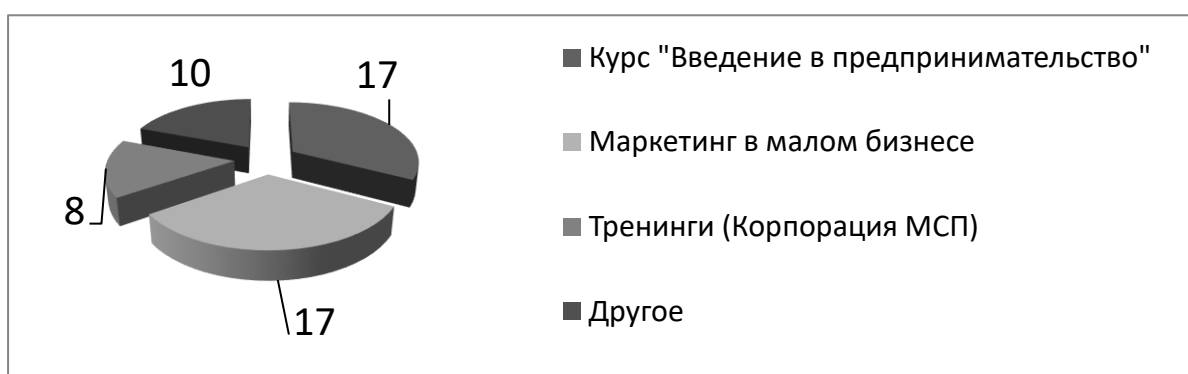 10
17
8
17
Курс "Введение в предпринимательство"
Маркетинг в малом бизнесе
Тренинги (Корпорация МСП)
Другое